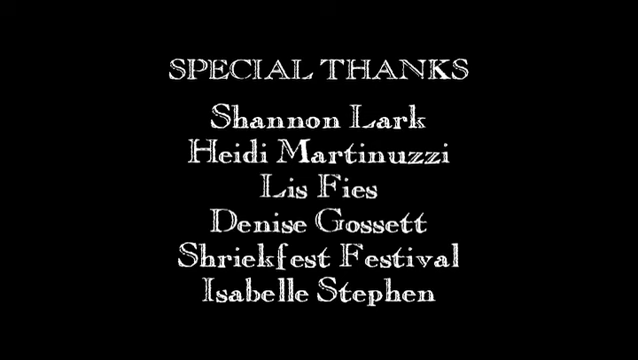 SPECIAL THANKS
Shannon Lark
Heidi Martinuzzi
Lis Fies
Denise Gossett
Shriekfest Festival
Isabelle Stephen